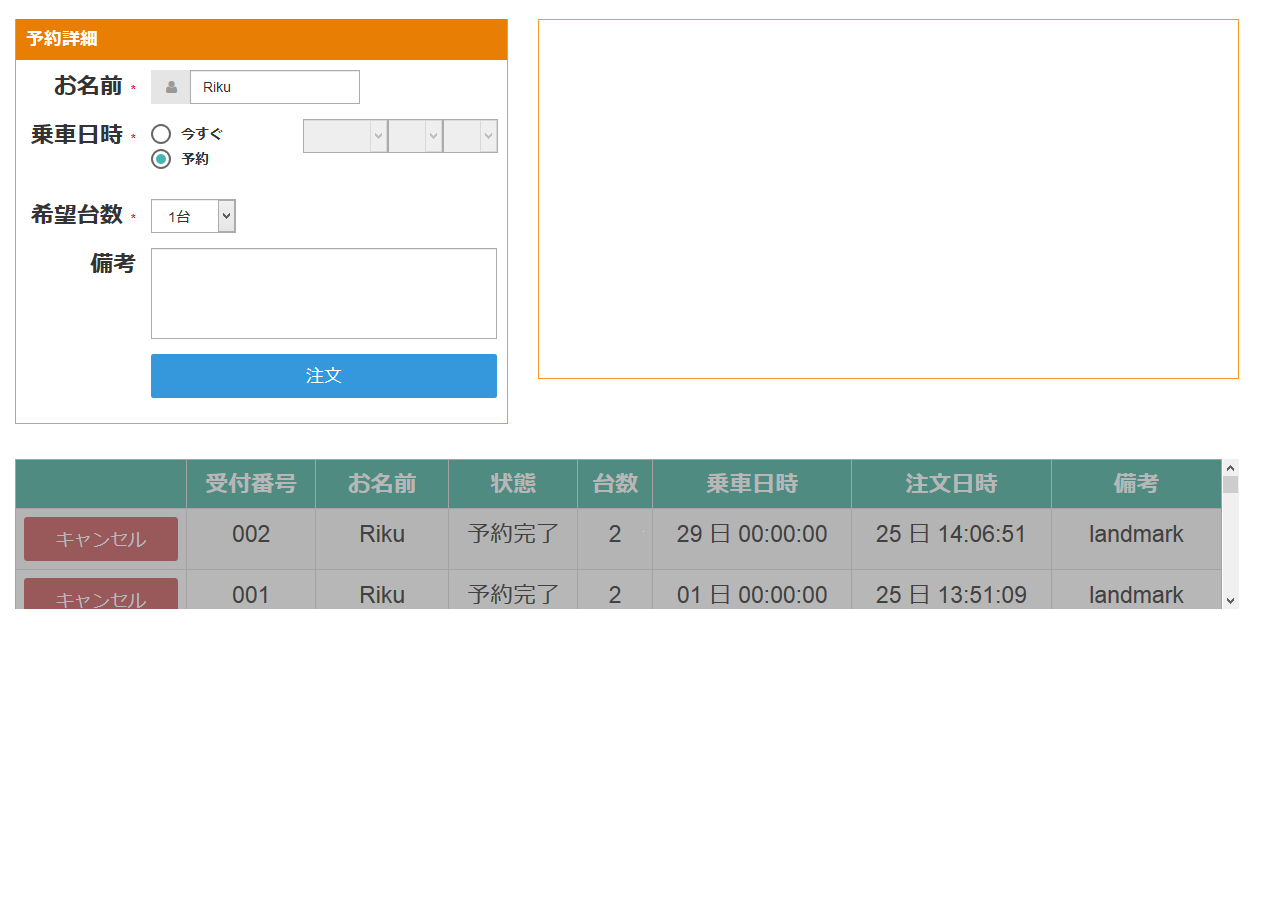 予約詳細
お名前 * Riku
乗車日時 * 今すぐ
予約
希望台数 * 1台
備考
注文
受付番号 お名前 状態 台数 乗車日時 注文日時 備考
キャンセル 002 Riku 予約完了 2 29 日 00:00:00 25 日 14:06:51 landmark
キャンセル 001 Riku 予約完了 2 01 日 00:00:00 25 日 13:51:09 landmark